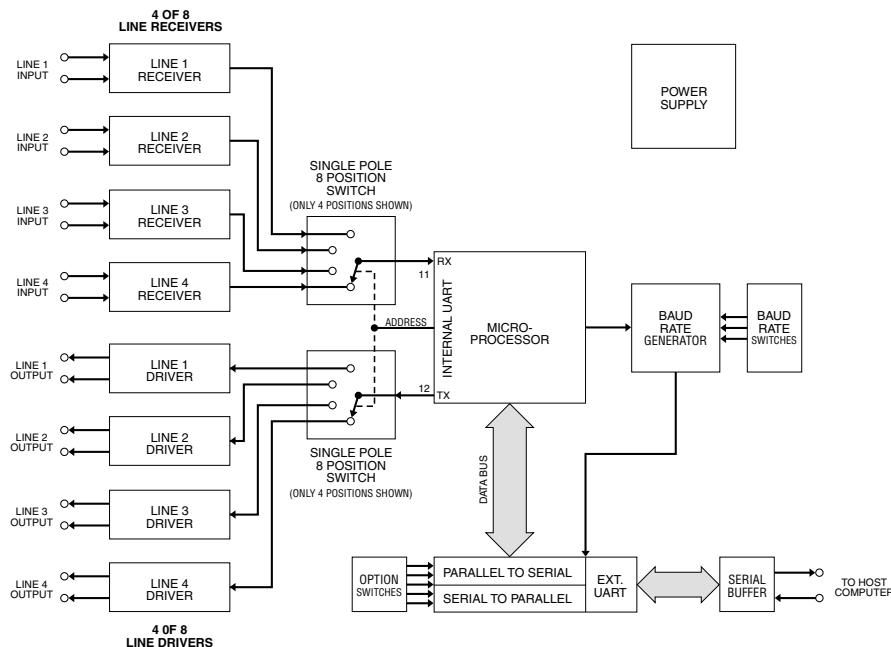 4 OF 8
LINE RECEIVERS
LINE 1
INPUT
LINE 1
RECEIVER
LINE 2
INPUT
LINE 2
RECEIVER
LINE 3
INPUT
LINE 3
RECEIVER
LINE 4
INPUT
LINE 4
RECEIVER
SINGLE POLE
8 POSITION
SWITCH
(ONLY 4 POSITIONS SHOWN)
POWER
SUPPLY
RX
11
INTERNAL UART
MICRO-
PROCESSOR
ADDRESS
12
TX
BAUD
RATE
GENERATOR
BAUD
RATE
SWITCHES
LINE 1
OUTPUT
LINE 1
DRIVER
LINE 2
OUTPUT
LINE 2
DRIVER
LINE 3
OUTPUT
LINE 3
DRIVER
LINE 4
OUTPUT
LINE 4
DRIVER
4 0F 8
LINE DRIVERS
SINGLE POLE
8 POSITION
SWITCH
(ONLY 4 POSITIONS SHOWN)
DATA BUS
OPTION
SWITCHES
PARALLEL TO SERIAL
SERIAL TO PARALLEL
EXT.
UART
SERIAL
BUFFER
TO HOST
COMPUTER